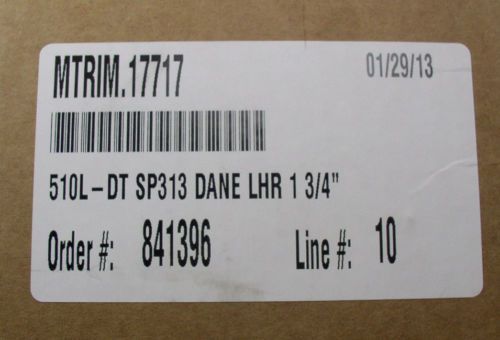 MTRIM.17717 01/29/13
510L-DT SP313 DANE LHR 1 3/4"
Order #: 841396 Line #: 10